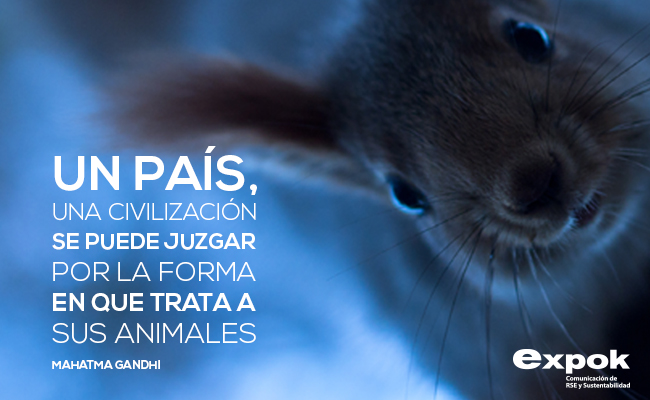 UN PAÍS,
UNA CIVILIZACIÓN
SE PUEDE JUZGAR
POR LA FORMA
EN QUE TRATA A
SUS ANIMALES
MAHATMA GANDHI
expok
Comunicación de
RSE y Sustentabilidad